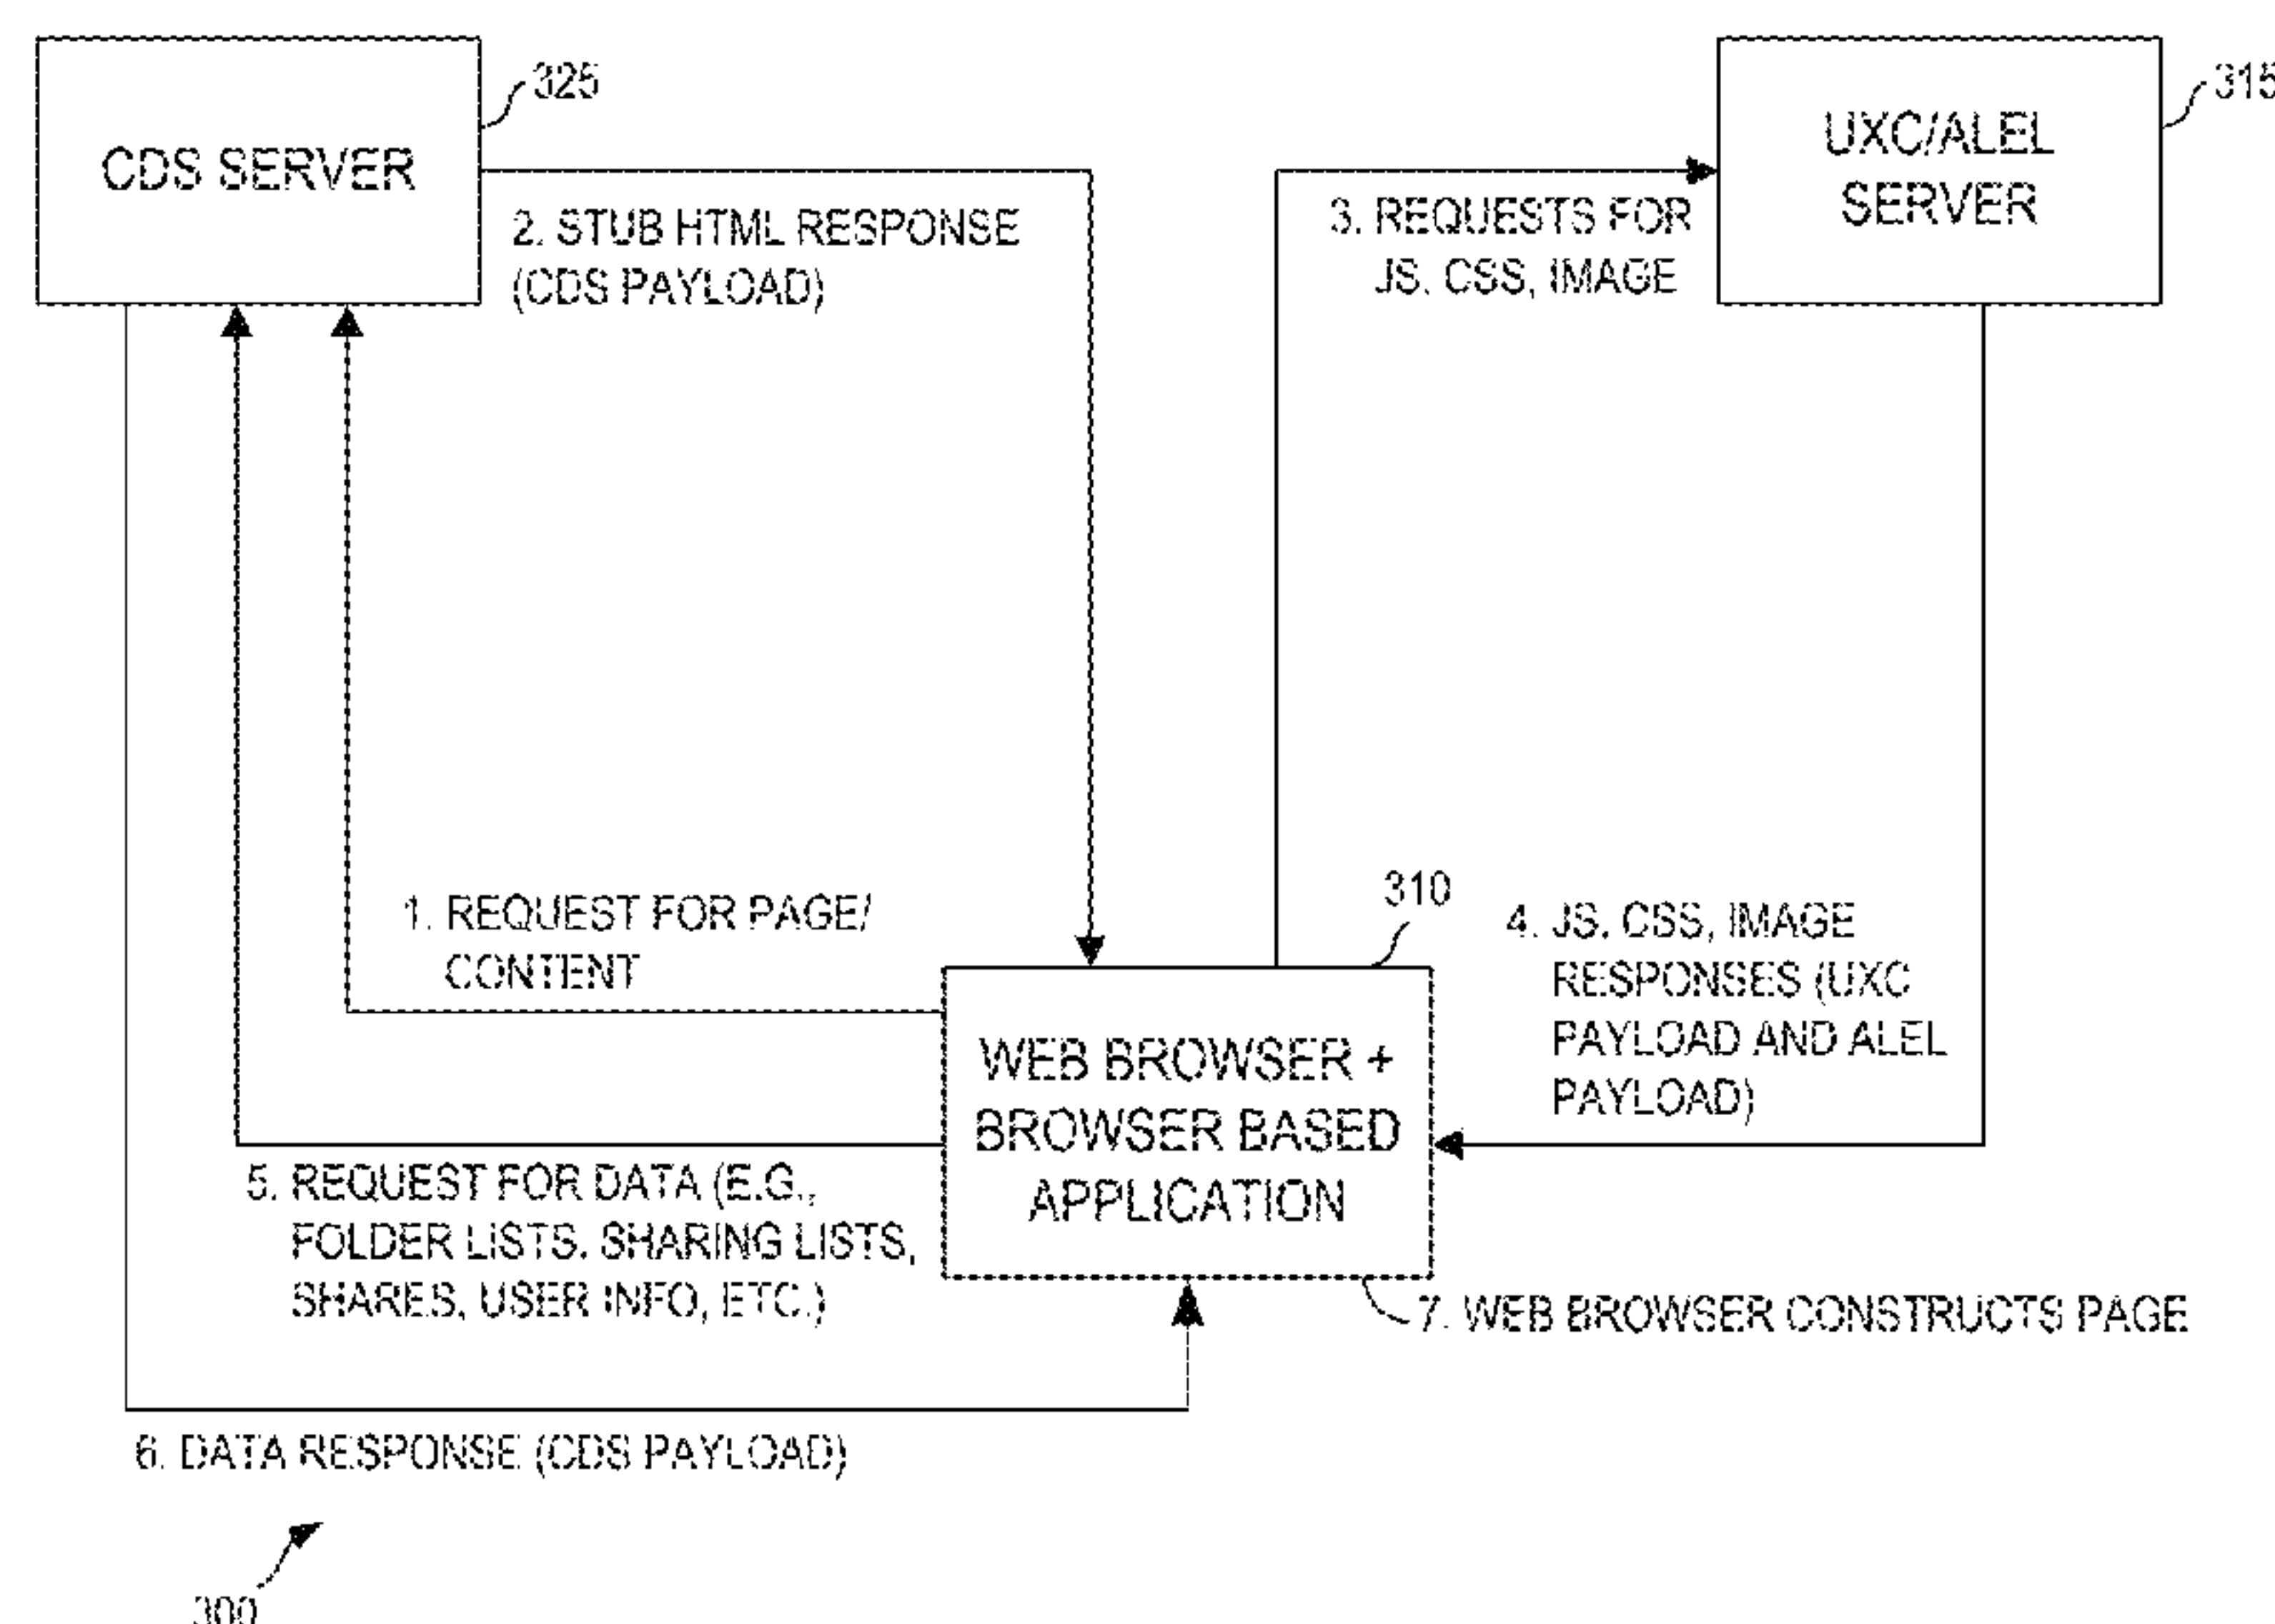 325
CDS SERVER
315
UXC/ALEL
SERVER
2. STUB HTML RESPONSE
(CDS PAYLOAD)
3. REQUESTS FOR
JS. CSS, IMAGE
310
1. REQUEST FOR PAGE/
CONTENT
4. JS. CSS, IMAGE
RESPONSES (UXC
PAYLOAD AND ALEL
PAYLOAD)
WEB BROWSER +
BROWSER BASED
APPLICATION
5. REQUEST FOR DATA (E.G.,
FOLDER LISTS. SHARING LISTS,
SHARES, USER INFO, ETC.)
7. WEB BROWSER CONSTRUCTS PAGE
6. DATA RESPONSE (CDS PAYLOAD)
300